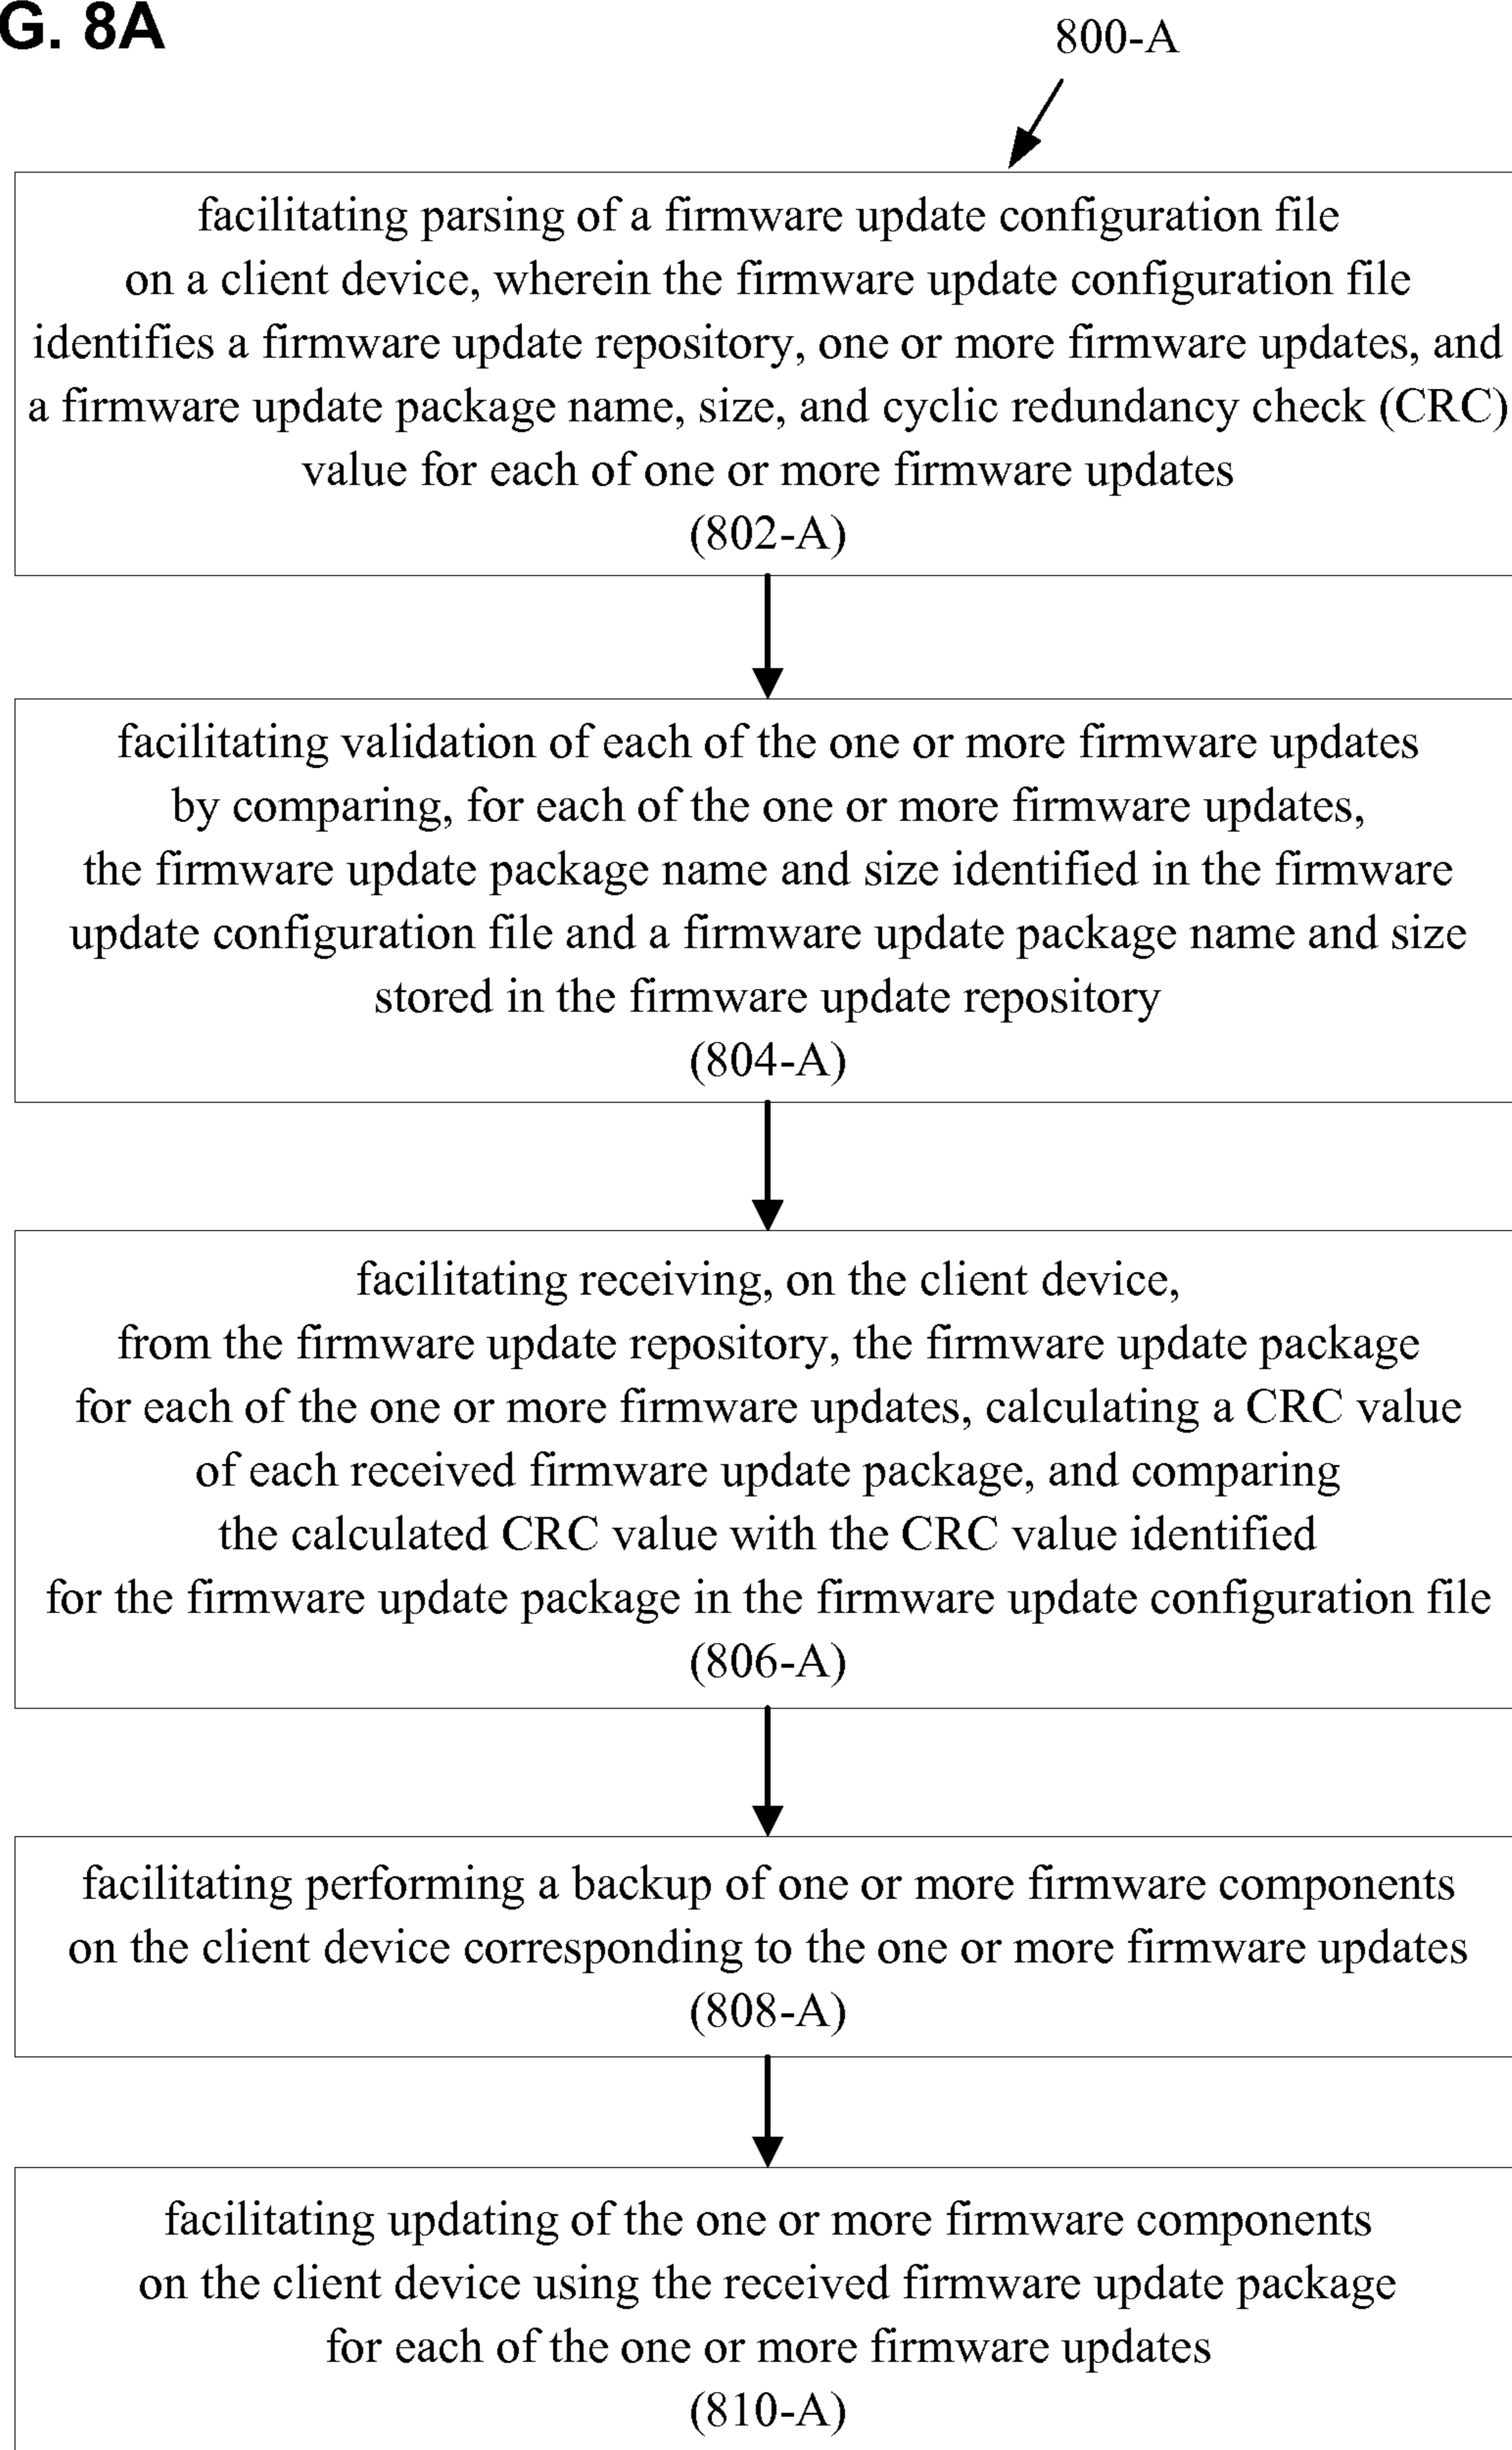 G. 8A
800-A
facilitating parsing of a firmware update configuration file
on a client device, wherein the firmware update configuration file
identifies a firmware update repository, one or more firmware updates, and
a firmware update package name, size, and cyclic redundancy check (CRC)
value for each of one or more firmware updates
(802-A)
facilitating validation of each of the one or more firmware updates
by comparing, for each of the one or more firmware updates,
the firmware update package name and size identified in the firmware
update configuration file and a firmware update package name and size
stored in the firmware update repository
(804-A)
facilitating receiving, on the client device,
from the firmware update repository, the firmware update package
for each of the one or more firmware updates, calculating a CRC value
of each received firmware update package, and comparing
the calculated CRC value with the CRC value identified
for the firmware update package in the firmware update configuration file
(806-A)
facilitating performing a backup of one or more firmware components
on the client device corresponding to the one or more firmware updates
(808-A)
facilitating updating of the one or more firmware components
on the client device using the received firmware update package
for each of the one or more firmware updates
(810-A)